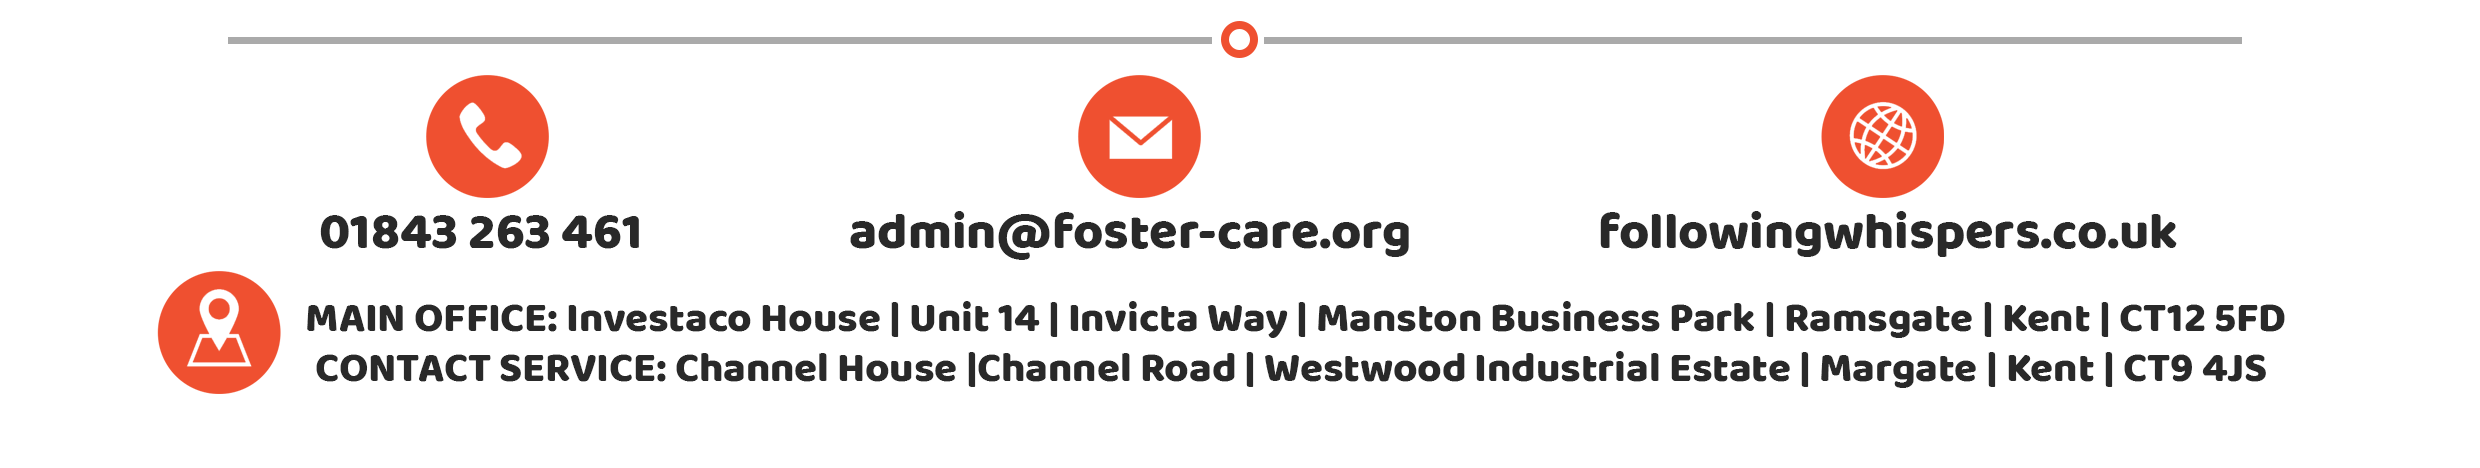 01843 263 461
admin@foster-care.org
followingwhispers.co.uk
MAIN OFFICE: Investaco House | Unit 14 | Invicta Way | Manston Business Park | Ramsgate | Kent | CT12 5FD
CONTACT SERVICE: Channel House |Channel Road | Westwood Industrial Estate | Margate | Kent | CT9 4JS